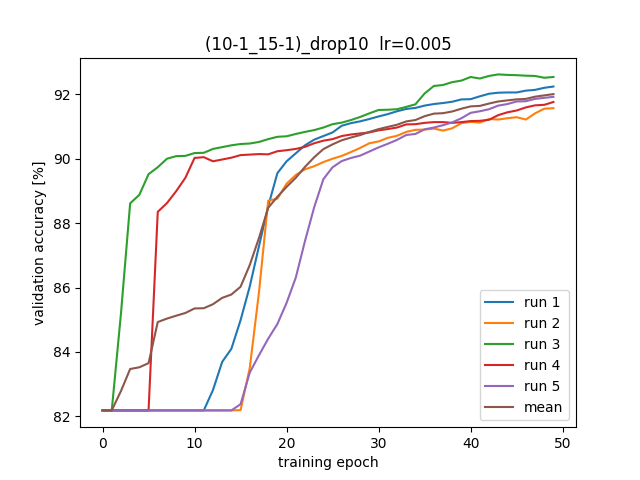 (10-1_15-1)_drop10  lr=0.005
validation accuracy [%]
92
90
88
86
84
82
0
10
20
30
40
50
training epoch
run 1
run 2
run 3
run 4
run 5
mean